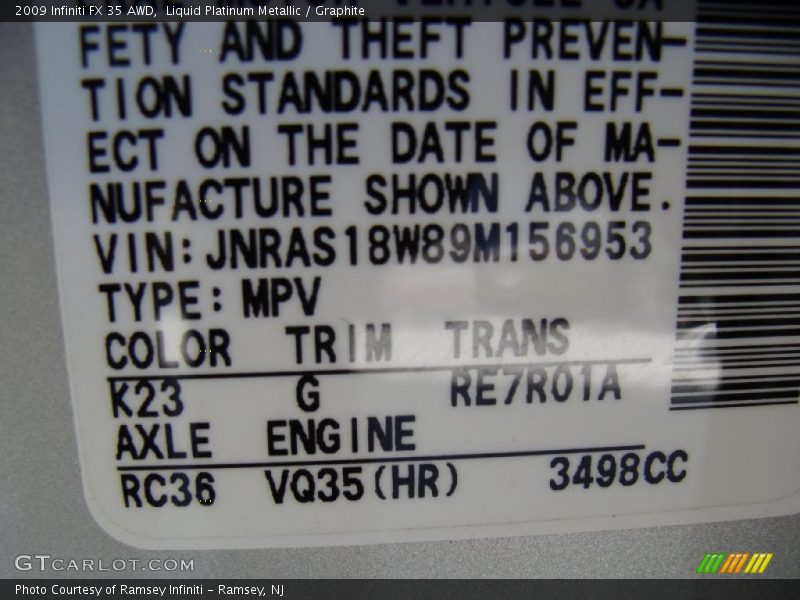 2009 Infiniti FX 35 AWD, Liquid Platinum Metallic / Graphite
FETY AND THEFT PREVEN-
TION STANDARDS IN EFF-
ECT ON THE DATE OF MA-
NUFACTURE SHOWN ABOVE.
VIN:JNRAS18W89M156953
TYPE: MPV
COLOR TRIM TRANS
K23 G RE7R01A
AXLE ENGINE
RC36 VQ35(HR) 3498CC
GTCARLOT.COM
Photo Courtesy of Ramsey Infiniti - Ramsey, NJ